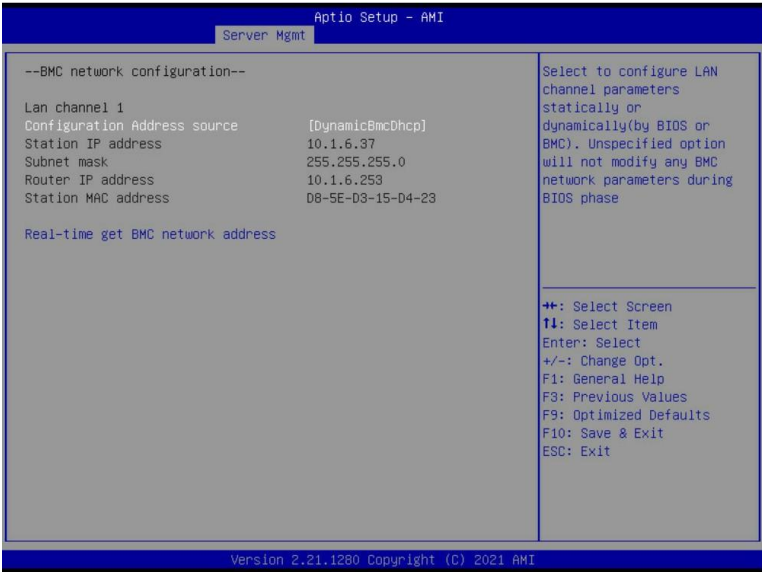 Aptio Setup - AMI
Server Mgmt
--BMC network configuration--
Lan channel 1
Configuration Address source [DynamicBmcDhcp]
Station IP address 10.1.6.37
Subnet mask 255.255.255.0
Router IP address 10.1.6.253
Station MAC address D8-5E-D3-15-D4-23
Real-time get BMC network address
Select to configure LAN
channel parameters
statically or
dynamically(by BIOS or
BMC). Unspecified option
will not modify any BMC
network parameters during
BIOS phase
→←: Select Screen
↑↓: Select Item
Enter: Select
+/-: Change Opt.
F1: General Help
F3: Previous Values
F9: Optimized Defaults
F10: Save & Exit
ESC: Exit
Version 2.21.1280 Copyright (C) 2021 AMI